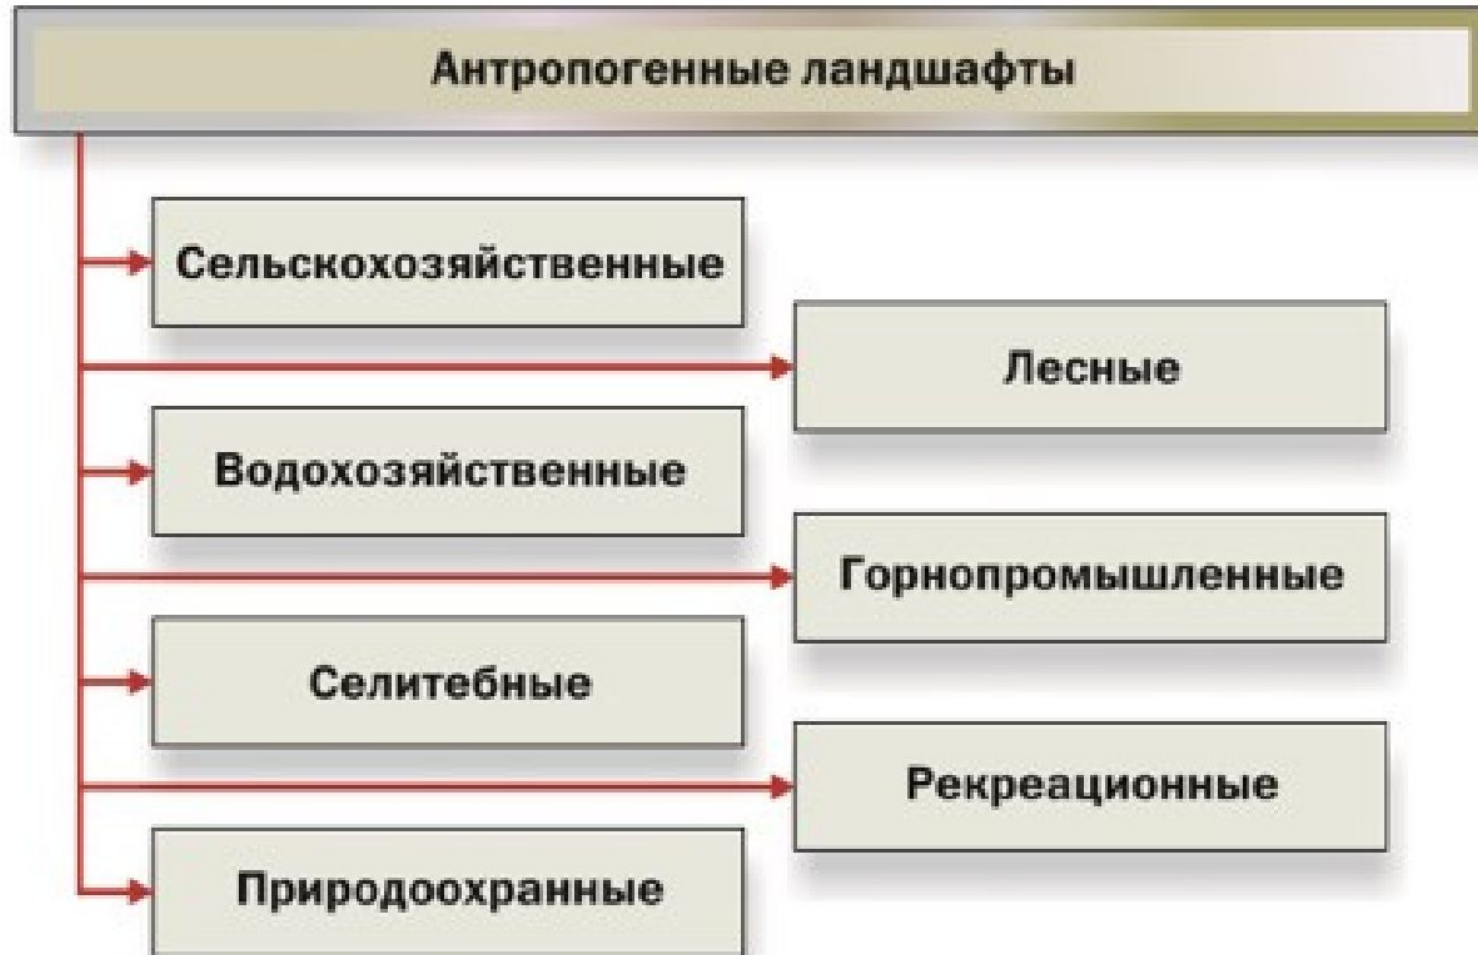 Антропогенные ландшафты
Сельскохозяйственные
Лесные
Водохозяйственные
Горнопромышленные
Селитебные
Рекреационные
Природоохранные